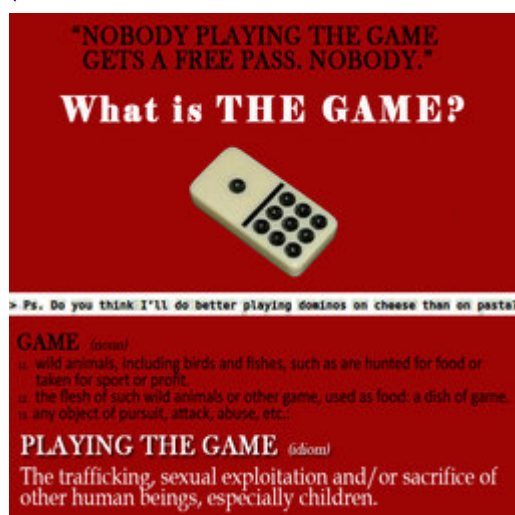 “NOBODY PLAYING THE GAME
GETS A FREE PASS. NOBODY.”
What is THE GAME?
> Ps. Do you think I'll do better playing dominos on cheese than on pasta?
GAME (noun)
11. wild animals, including birds and fishes, such as are hunted for food or
taken for sport or profit.
12. the flesh of such wild animals or other game, used as food: a dish of game.
13. any object of pursuit, attack, abuse, etc.:
PLAYING THE GAME (idiom)
The trafficking, sexual exploitation and/or sacrifice of
other human beings, especially children.